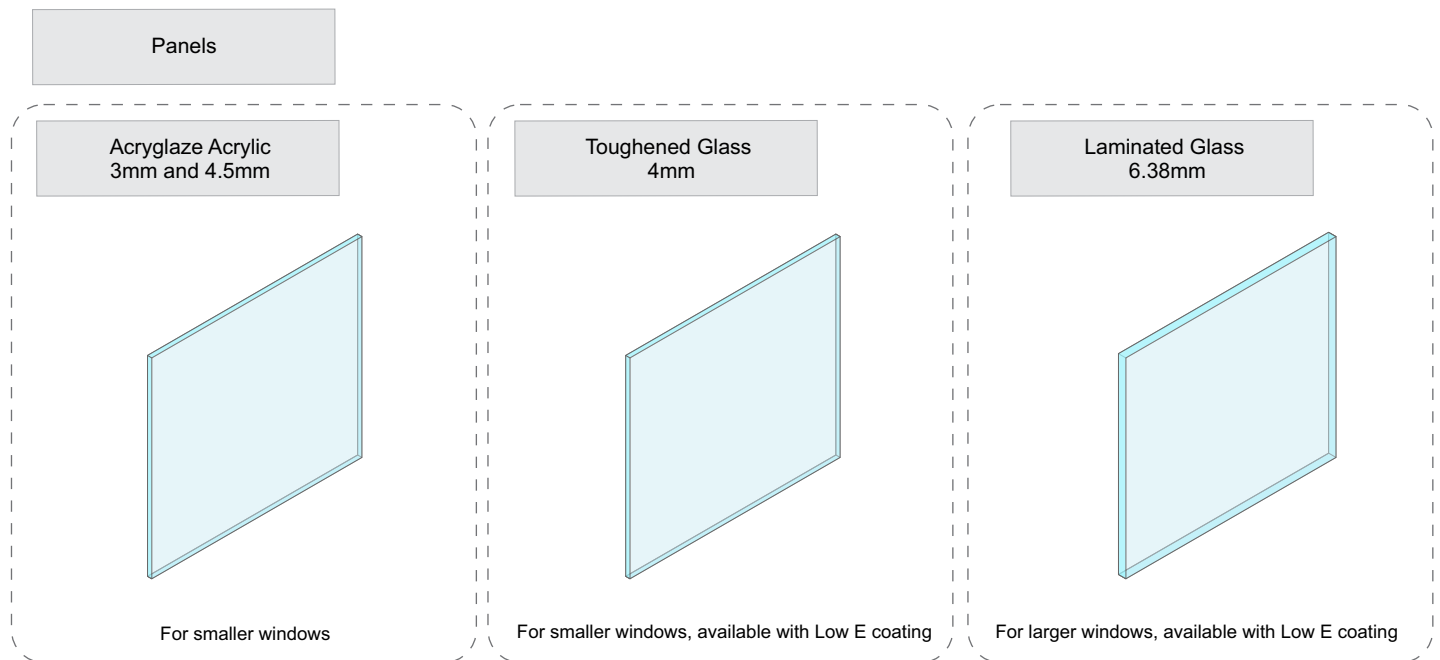 Panels
Acryglaze Acrylic
3mm and 4.5mm
For smaller windows
Toughened Glass
4mm
For smaller windows, available with Low E coating
Laminated Glass
6.38mm
For larger windows, available with Low E coating